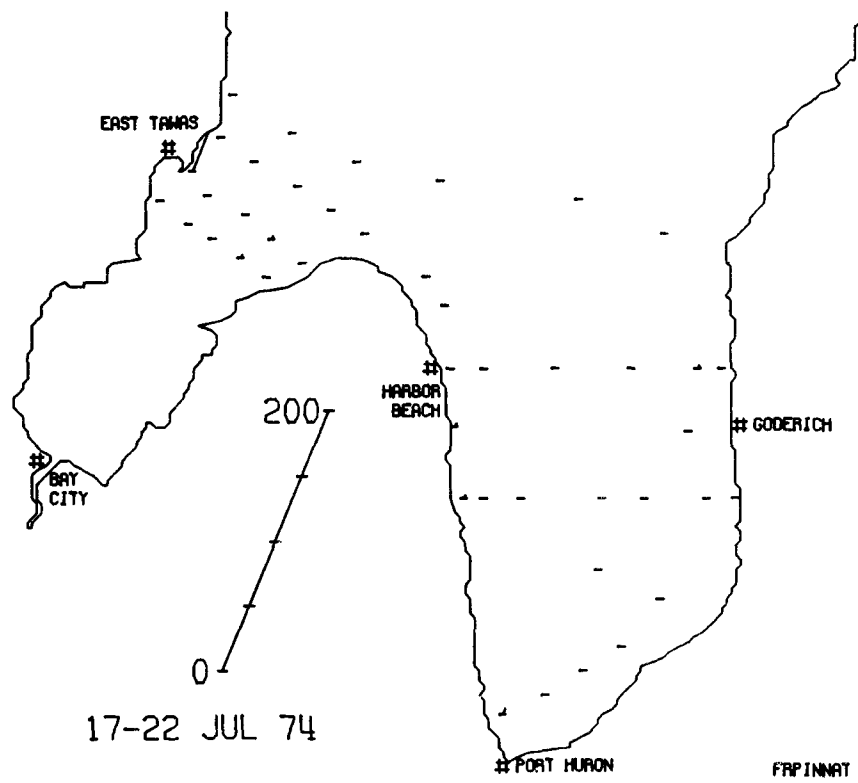 EAST TAWAS
#
#
HARBOR
BEACH
200
# GODERICH
#
BAY
CITY
0
17-22 JUL 74
# PORT HURON
FRPINNAT